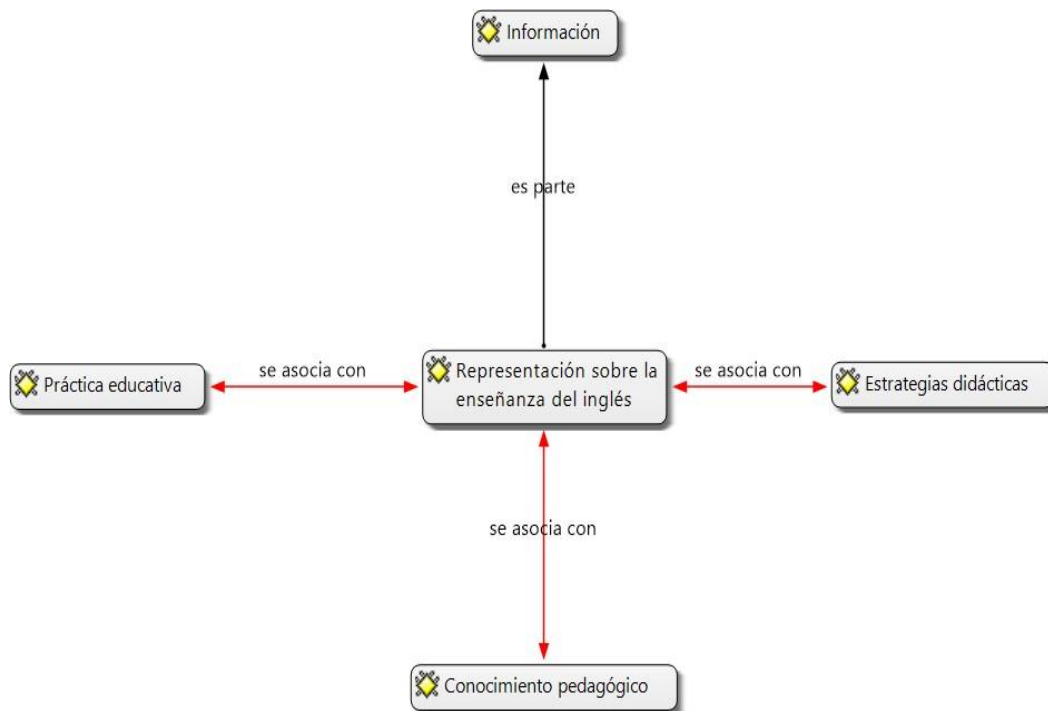 Información
es parte
Práctica educativa
se asocia con
Representación sobre la
enseñanza del inglés
se asocia con
Estrategias didácticas
se asocia con
Conocimiento pedagógico